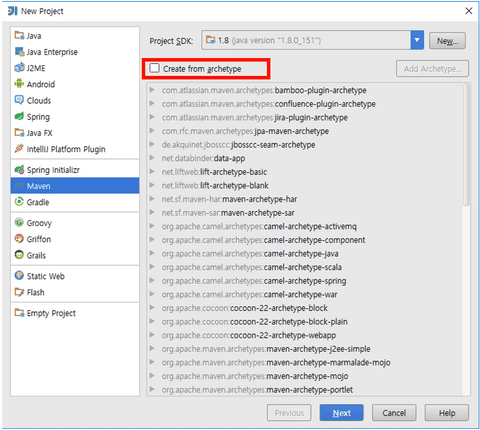 New Project
Java
Java Enterprise
J2ME
Android
Clouds
Spring
Java FX
IntelliJ Platform Plugin
Spring Initializr
Maven
Gradle
Groovy
Griffon
Grails
Static Web
Flash
Empty Project
Project SDK: 1.8 (java version "1.8.0_151") New...
Create from archetype Add Archetype...
com.atlassian.maven.archetypes:bamboo-plugin-archetype
com.atlassian.maven.archetypes:confluence-plugin-archetype
com.atlassian.maven.archetypes:jira-plugin-archetype
com.rfc.maven.archetypes:jpa-maven-archetype
de.akquinet.jbosscc:jbosscc-seam-archetype
net.databinder:data-app
net.liftweb:lift-archetype-basic
net.liftweb:lift-archetype-blank
net.sf.maven-har:maven-archetype-har
net.sf.maven-sar:maven-archetype-sar
org.apache.camel.archetypes:camel-archetype-activemq
org.apache.camel.archetypes:camel-archetype-component
org.apache.camel.archetypes:camel-archetype-java
org.apache.camel.archetypes:camel-archetype-scala
org.apache.camel.archetypes:camel-archetype-spring
org.apache.camel.archetypes:camel-archetype-war
org.apache.cocoon:cocoon-22-archetype-block
org.apache.cocoon:cocoon-22-archetype-block-plain
org.apache.cocoon:cocoon-22-archetype-webapp
org.apache.maven.archetypes:maven-archetype-j2ee-simple
org.apache.maven.archetypes:maven-archetype-marmalade-mojo
org.apache.maven.archetypes:maven-archetype-mojo
org.apache.maven.archetypes:maven-archetype-portlet
Previous Next Cancel Help